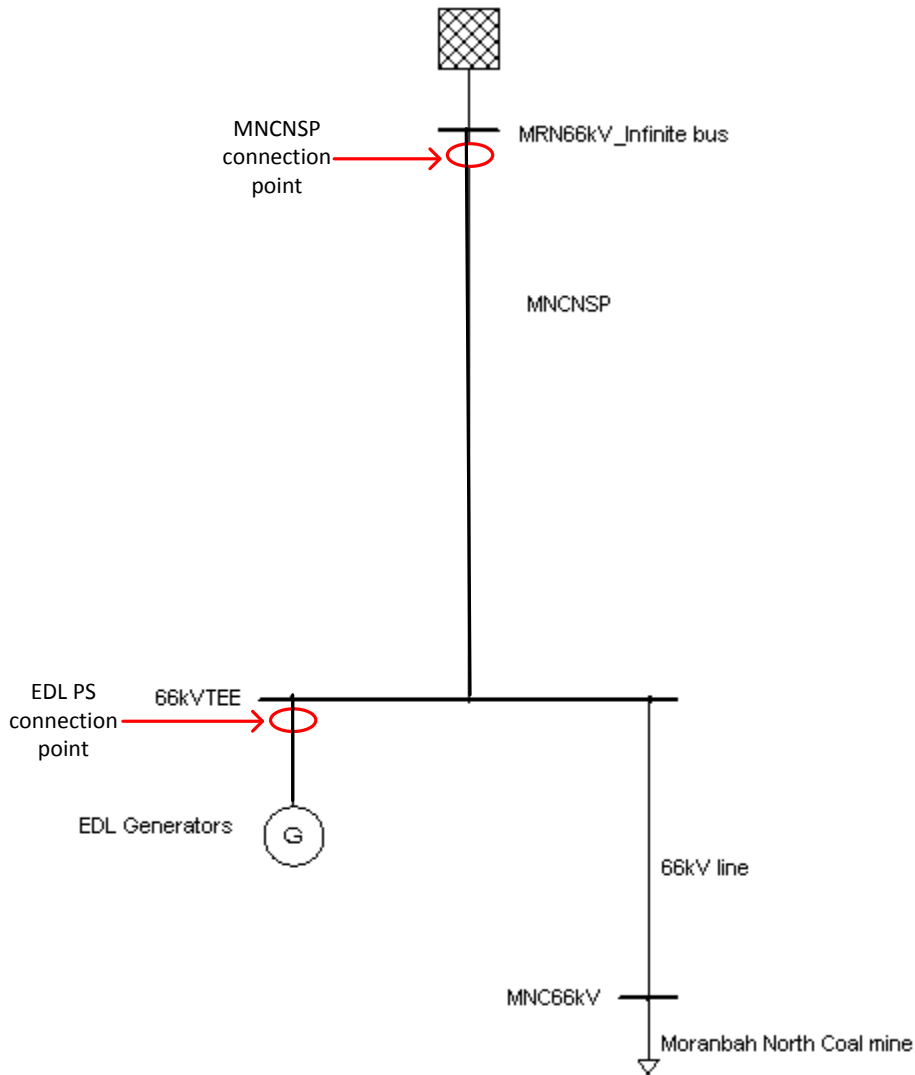 MNCNSP
connection
point
MRN66kV_Infinite bus
MNCNSP
EDL PS
connection
point
66kVTEE
EDL Generators
G
66kV line
MNC66kV
Moranbah North Coal mine